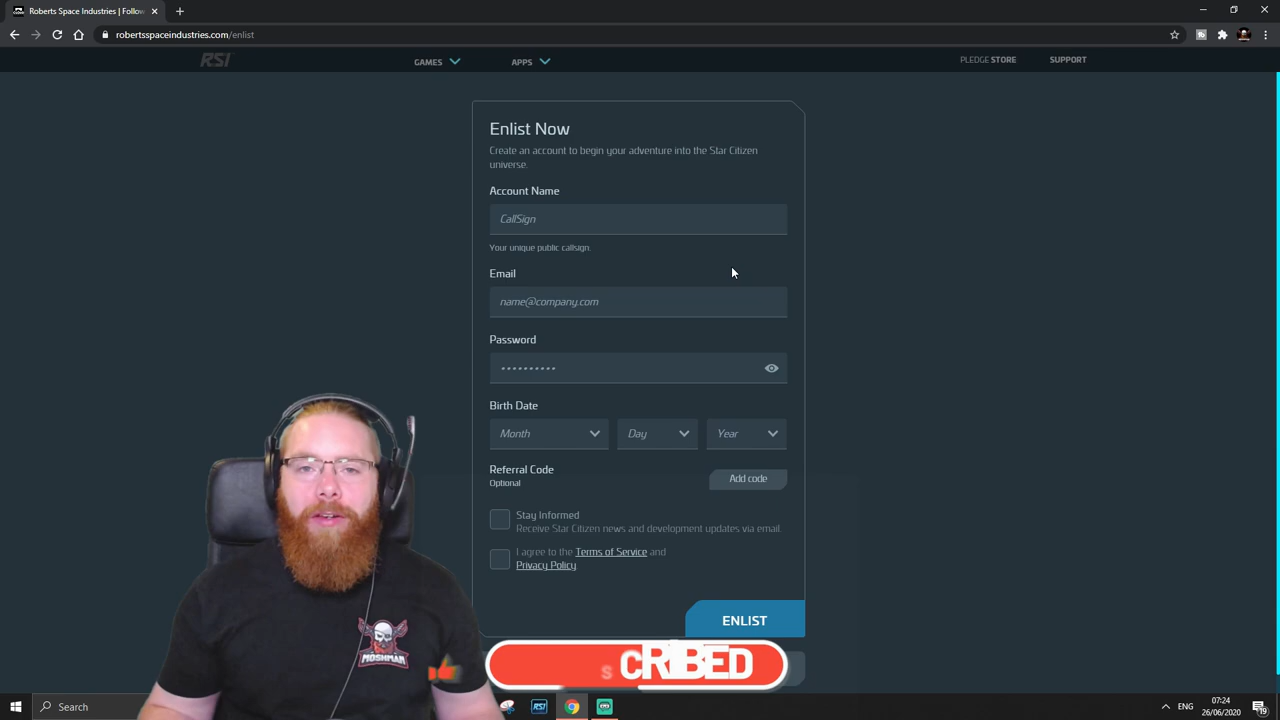 Roberts Space Industries | Follow
robertsspaceindustries.com/enlist
RSI
GAMES
APPS
PLEDGE STORE
SUPPORT
Enlist Now
Create an account to begin your adventure into the Star Citizen
universe.
Account Name
CallSign
Your unique public callsign.
Email
name@company.com
Password
Birth Date
Month
Day
Year
Referral Code
Optional
Add code
Stay Informed
Receive Star Citizen news and development updates via email.
I agree to the Terms of Service and
Privacy Policy.
ENLIST
MOSHMAN
S CRIBED
Search
RSI
ENG
07:24
26/06/2020